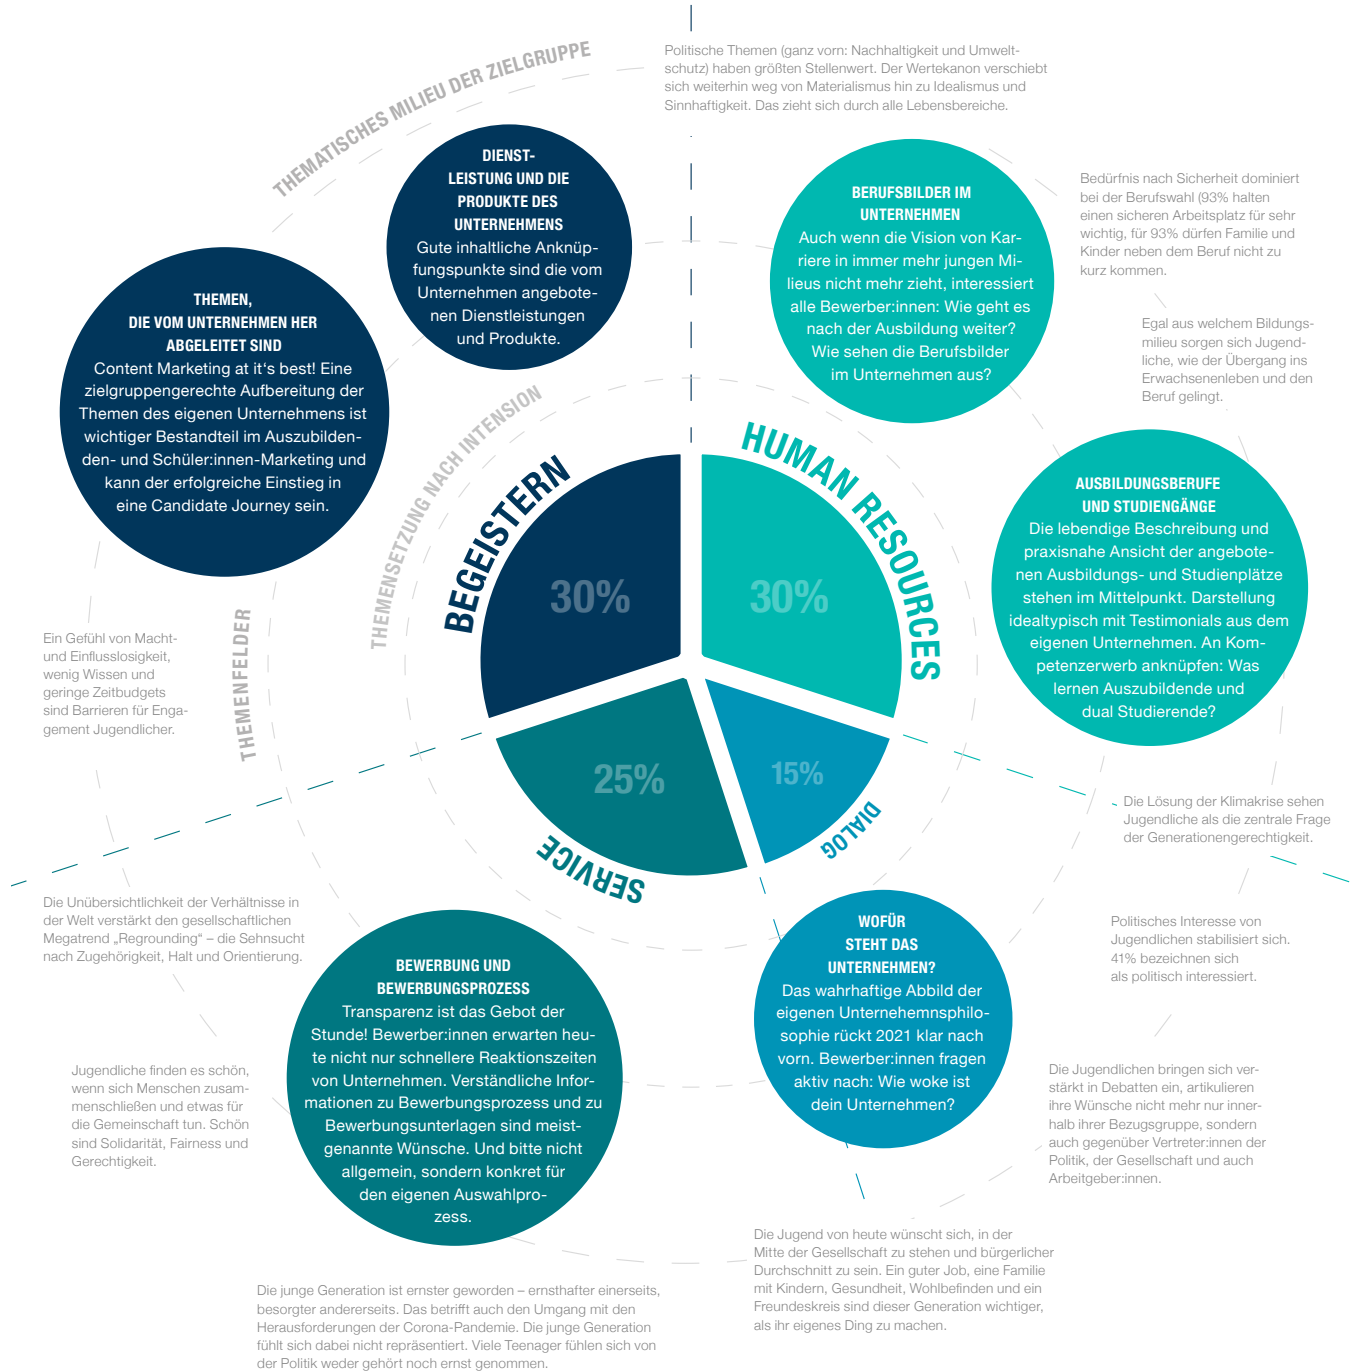 THEMATISCHES MILIEU DER ZIELGRUPPE
Politische Themen (ganz vorn: Nachhaltigkeit und Umwelt-
schutz) haben größten Stellenwert. Der Wertekanon verschiebt
sich weiterhin weg von Materialismus hin zu Idealismus und
Sinnhaftigkeit. Das zieht sich durch alle Lebensbereiche.
DIENST-
LEISTUNG UND DIE
PRODUKTE DES
UNTERNEHMENS
Gute inhaltliche Anknüp-
fungspunkte sind die vom
Unternehmen angebote-
nen Dienstleistungen
und Produkte.
BERUFSBILDER IM
UNTERNEHMEN
Auch wenn die Vision von Kar-
riere in immer mehr jungen Mi-
lieus nicht mehr zieht, interessiert
alle Bewerber:innen: Wie geht es
nach der Ausbildung weiter?
Wie sehen die Berufsbilder
im Unternehmen aus?
Bedürfnis nach Sicherheit dominiert
bei der Berufswahl (93% halten
einen sicheren Arbeitsplatz für sehr
wichtig, für 93% dürfen Familie und
Kinder neben dem Beruf nicht zu
kurz kommen.
THEMEN,
DIE VOM UNTERNEHMEN HER
ABGELEITET SIND
Content Marketing at it's best! Eine
zielgruppengerechte Aufbereitung der
Themen des eigenen Unternehmens ist
wichtiger Bestandteil im Auszubilden-
den- und Schüler:innen-Marketing und
kann der erfolgreiche Einstieg in
eine Candidate Journey sein.
Egal aus welchem Bildungs-
milieu sorgen sich Jugend-
liche, wie der Übergang ins
Erwachsenenleben und den
Beruf gelingt.
THEMENSETZUNG NACH INTENSION
BEGEISTERN
30%
HUMAN RESOURCES
30%
AUSBILDUNGSBERUFE
UND STUDIENGÄNGE
Die lebendige Beschreibung und
praxisnahe Ansicht der angebote-
nen Ausbildungs- und Studienplätze
stehen im Mittelpunkt. Darstellung
idealtypisch mit Testimonials aus dem
eigenen Unternehmen. An Kom-
petenzerwerb anknüpfen: Was
lernen Auszubildende und
dual Studierende?
Ein Gefühl von Macht-
und Einflusslosigkeit,
wenig Wissen und
geringe Zeitbudgets
sind Barrieren für Enga-
gement Jugendlicher.
THEMENFELDER
25%
SERVICE
15%
DIALOG
Die Lösung der Klimakrise sehen
Jugendliche als die zentrale Frage
der Generationengerechtigkeit.
Die Unübersichtlichkeit der Verhältnisse in
der Welt verstärkt den gesellschaftlichen
Megatrend „Regrounding“ – die Sehnsucht
nach Zugehörigkeit, Halt und Orientierung.
BEWERBUNG UND
BEWERBUNGSPROZESS
Transparenz ist das Gebot der
Stunde! Bewerber:innen erwarten heu-
te nicht nur schnellere Reaktionszeiten
von Unternehmen. Verständliche Infor-
mationen zu Bewerbungsprozess und zu
Bewerbungsunterlagen sind meist-
genannte Wünsche. Und bitte nicht
allgemein, sondern konkret für
den eigenen Auswahlpro-
zess.
WOFÜR
STEHT DAS
UNTERNEHMEN?
Das wahrhaftige Abbild der
eigenen Unternehemnsphilo-
sophie rückt 2021 klar nach
vorn. Bewerber:innen fragen
aktiv nach: Wie woke ist
dein Unternehmen?
Politisches Interesse von
Jugendlichen stabilisiert sich.
41% bezeichnen sich
als politisch interessiert.
Jugendliche finden es schön,
wenn sich Menschen zusam-
menschließen und etwas für
die Gemeinschaft tun. Schön
sind Solidarität, Fairness und
Gerechtigkeit.
Die Jugendlichen bringen sich ver-
stärkt in Debatten ein, artikulieren
ihre Wünsche nicht mehr nur inner-
halb ihrer Bezugsgruppe, sondern
auch gegenüber Vertreter:innen der
Politik, der Gesellschaft und auch
Arbeitgeber:innen.
Die Jugend von heute wünscht sich, in der
Mitte der Gesellschaft zu stehen und bürgerlicher
Durchschnitt zu sein. Ein guter Job, eine Familie
mit Kindern, Gesundheit, Wohlbefinden und ein
Freundeskreis sind dieser Generation wichtiger,
als ihr eigenes Ding zu machen.
Die junge Generation ist ernster geworden – ernsthafter einerseits,
besorgter andererseits. Das betrifft auch den Umgang mit den
Herausforderungen der Corona-Pandemie. Die junge Generation
fühlt sich dabei nicht repräsentiert. Viele Teenager fühlen sich von
der Politik weder gehört noch ernst genommen.